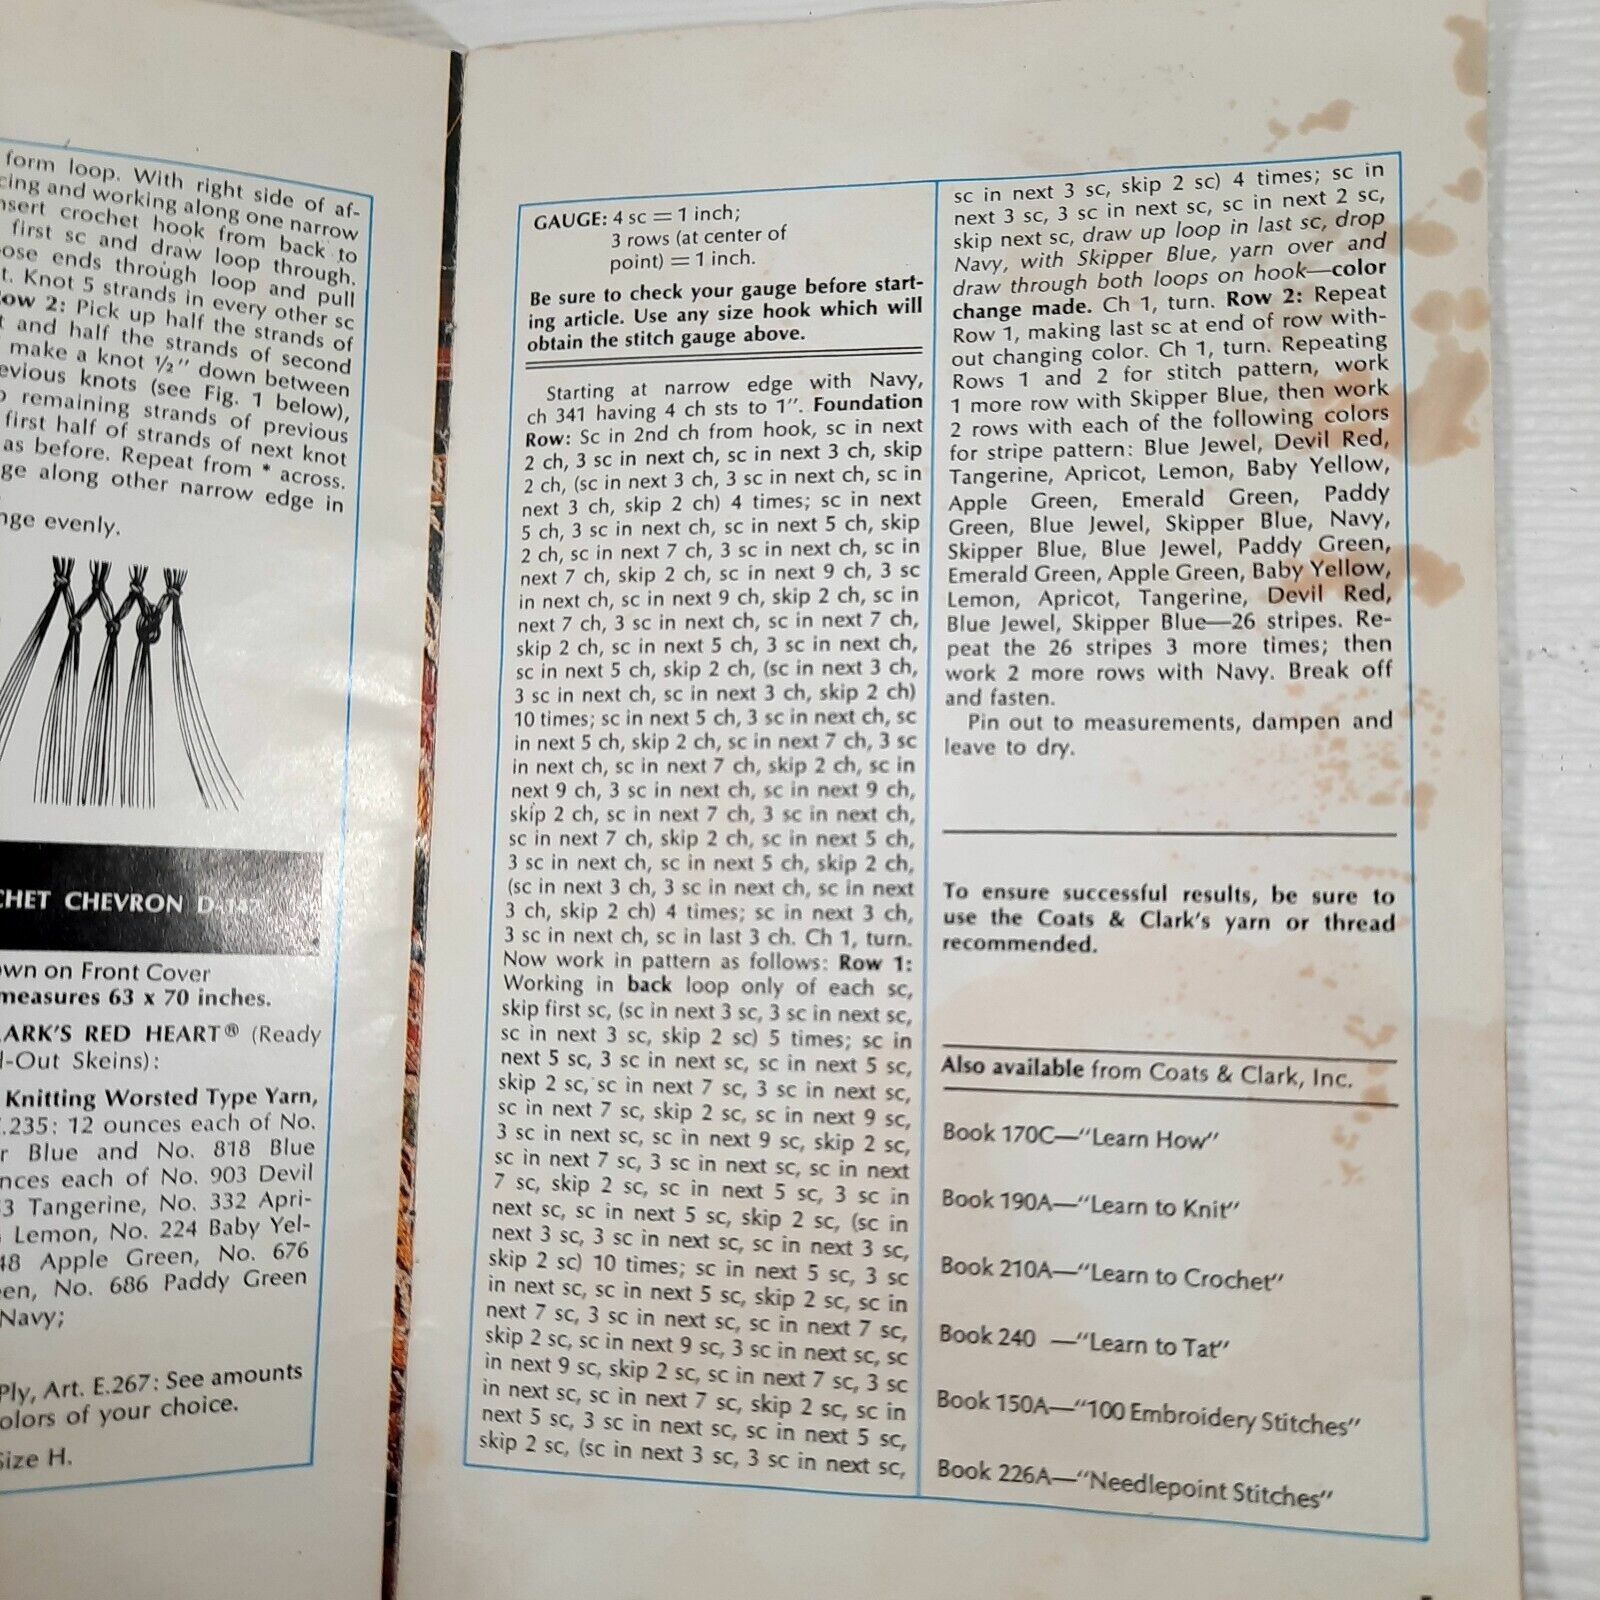 form loop. With right side of af-
cing and working along one narrow
nsert crochet hook from back to
first sc and draw loop through.
oose ends through loop and pull
t. Knot 5 strands in every other sc
ow 2: Pick up half the strands of
t and half the strands of second
make a knot ½" down between
evious knots (see Fig. 1 below),
o remaining strands of previous
first half of strands of next knot
as before. Repeat from * across.
ge along other narrow edge in
nge evenly.
CHET CHEVRON D-147
own on Front Cover
measures 63 x 70 inches.
LARK'S RED HEART® (Ready
l-Out Skeins):
Knitting Worsted Type Yarn,
E.235: 12 ounces each of No.
r Blue and No. 818 Blue
nces each of No. 903 Devil
3 Tangerine, No. 332 Apri-
Lemon, No. 224 Baby Yel-
48 Apple Green, No. 676
een, No. 686 Paddy Green
Navy;
Ply, Art. E.267: See amounts
olors of your choice.
Size H.
GAUGE: 4 sc = 1 inch;
3 rows (at center of
point) = 1 inch.
Be sure to check your gauge before start-
ing article. Use any size hook which will
obtain the stitch gauge above.
Starting at narrow edge with Navy,
ch 341 having 4 ch sts to 1". Foundation
Row: Sc in 2nd ch from hook, sc in next
2 ch, 3 sc in next ch, sc in next 3 ch, skip
2 ch, (sc in next 3 ch, 3 sc in next ch, sc in
next 3 ch, skip 2 ch) 4 times; sc in next
5 ch, 3 sc in next ch, sc in next 5 ch, skip
2 ch, sc in next 7 ch, 3 sc in next ch, sc in
next 7 ch, skip 2 ch, sc in next 9 ch, 3 sc
in next ch, sc in next 9 ch, skip 2 ch, sc in
next 7 ch, 3 sc in next ch, sc in next 7 ch,
skip 2 ch, sc in next 5 ch, 3 sc in next ch,
sc in next 5 ch, skip 2 ch, (sc in next 3 ch,
3 sc in next ch, sc in next 3 ch, skip 2 ch)
10 times; sc in next 5 ch, 3 sc in next ch, sc
in next 5 ch, skip 2 ch, sc in next 7 ch, 3 sc
in next ch, sc in next 7 ch, skip 2 ch, sc in
next 9 ch, 3 sc in next ch, sc in next 9 ch,
skip 2 ch, sc in next 7 ch, 3 sc in next ch,
sc in next 7 ch, skip 2 ch, sc in next 5 ch,
3 sc in next ch, sc in next 5 ch, skip 2 ch,
(sc in next 3 ch, 3 sc in next ch, sc in next
3 ch, skip 2 ch) 4 times; sc in next 3 ch,
3 sc in next ch, sc in last 3 ch. Ch 1, turn.
Now work in pattern as follows: Row 1:
Working in back loop only of each sc,
skip first sc, (sc in next 3 sc, 3 sc in next sc,
sc in next 3 sc, skip 2 sc) 5 times; sc in
next 5 sc, 3 sc in next sc, sc in next 5 sc,
skip 2 sc, sc in next 7 sc, 3 sc in next sc,
sc in next 7 sc, skip 2 sc, sc in next 9 sc,
3 sc in next sc, sc in next 9 sc, skip 2 sc,
sc in next 7 sc, 3 sc in next sc, sc in next
7 sc, skip 2 sc, sc in next 5 sc, 3 sc in
next sc, sc in next 5 sc, skip 2 sc, (sc in
next 3 sc, 3 sc in next sc, sc in next 3 sc,
skip 2 sc) 10 times; sc in next 5 sc, 3 sc
in next sc, sc in next 5 sc, skip 2 sc, sc in
next 7 sc, 3 sc in next sc, sc in next 7 sc,
skip 2 sc, sc in next 9 sc, 3 sc in next sc, sc
in next 9 sc, skip 2 sc, sc in next 7 sc, 3 sc
in next sc, sc in next 7 sc, skip 2 sc, sc in
next 5 sc, 3 sc in next sc, sc in next 5 sc,
skip 2 sc, (sc in next 3 sc, 3 sc in next sc,
sc in next 3 sc, skip 2 sc) 4 times; sc in
next 3 sc, 3 sc in next sc, sc in next 2 sc,
skip next sc, draw up loop in last sc, drop
Navy, with Skipper Blue, yarn over and
draw through both loops on hook—color
change made. Ch 1, turn. Row 2: Repeat
Row 1, making last sc at end of row with-
out changing color. Ch 1, turn. Repeating
Rows 1 and 2 for stitch pattern, work
1 more row with Skipper Blue, then work
2 rows with each of the following colors
for stripe pattern: Blue Jewel, Devil Red,
Tangerine, Apricot, Lemon, Baby Yellow,
Apple Green, Emerald Green, Paddy
Green, Blue Jewel, Skipper Blue, Navy,
Skipper Blue, Blue Jewel, Paddy Green,
Emerald Green, Apple Green, Baby Yellow,
Lemon, Apricot, Tangerine, Devil Red,
Blue Jewel, Skipper Blue—26 stripes. Re-
peat the 26 stripes 3 more times; then
work 2 more rows with Navy. Break off
and fasten.
Pin out to measurements, dampen and
leave to dry.
To ensure successful results, be sure to
use the Coats & Clark's yarn or thread
recommended.
Also available from Coats & Clark, Inc.
Book 170C—"Learn How"
Book 190A—"Learn to Knit"
Book 210A—"Learn to Crochet"
Book 240 —"Learn to Tat"
Book 150A—"100 Embroidery Stitches"
Book 226A—"Needlepoint Stitches"